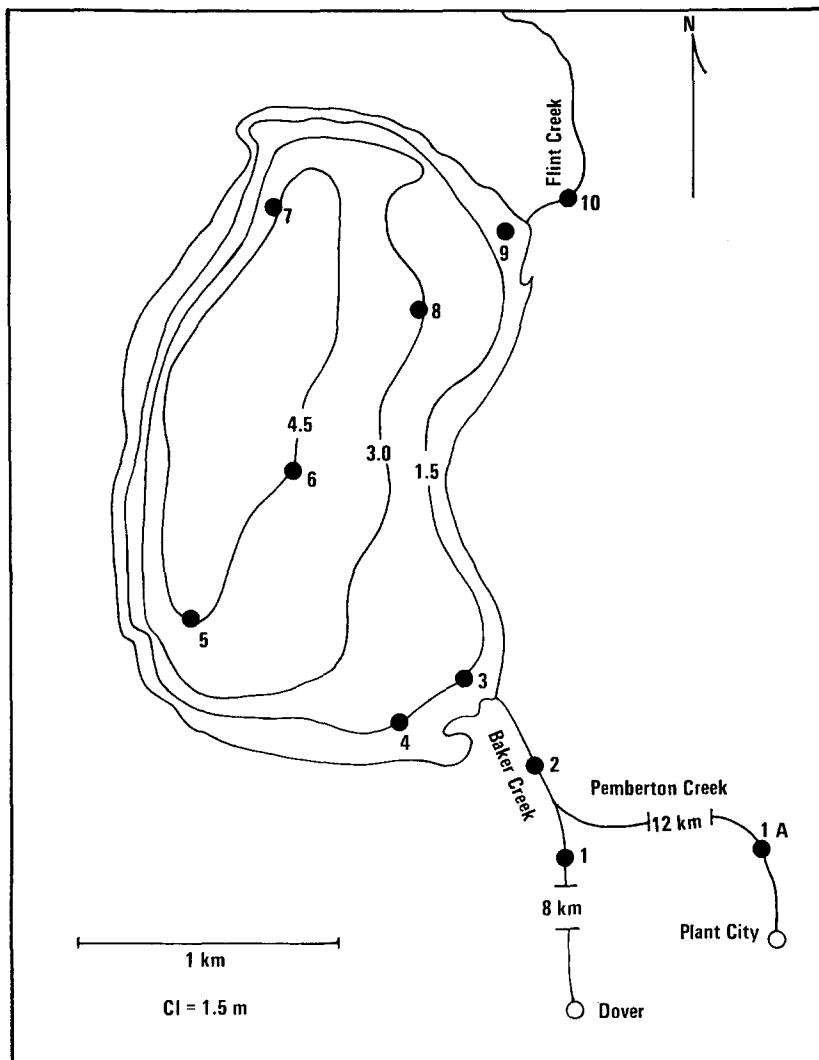 N
Flint Creek
10
7
9
8
4.5
3.0
1.5
6
5
3
4
Baker Creek
2
Pemberton Creek
12 km
1 A
1
8 km
Plant City
1 km
CI = 1.5 m
Dover